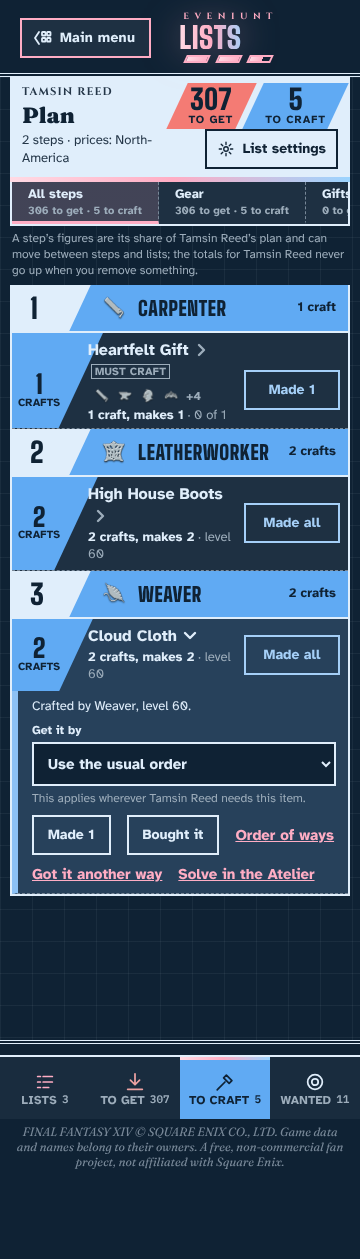 Main menu
EVENIUNT
LISTS
TAMSIN REED
Plan
2 steps · prices: North-
America
307
TO GET
5
TO CRAFT
List settings
All steps
306 to get · 5 to craft
Gear
306 to get · 5 to craft
Gifts
0 to
A step's figures are its share of Tamsin Reed's plan and can
move between steps and lists; the totals for Tamsin Reed never
go up when you remove something.
1
CARPENTER
1 craft
1
CRAFTS
Heartfelt Gift
MUST CRAFT
+4
1 craft, makes 1 · 0 of 1
Made 1
2
LEATHERWORKER
2 crafts
2
CRAFTS
High House Boots
2 crafts, makes 2 · level
60
Made all
3
WEAVER
2 crafts
2
CRAFTS
Cloud Cloth
2 crafts, makes 2 · level
60
Made all
Crafted by Weaver, level 60.
Get it by
Use the usual order
This applies wherever Tamsin Reed needs this item.
Made 1
Bought it
Order of ways
Got it another way
Solve in the Atelier
LISTS 3
TO GET 307
TO CRAFT 5
WANTED 11
FINAL FANTASY XIV © SQUARE ENIX CO., LTD. Game data
and names belong to their owners. A free, non-commercial fan
project, not affiliated with Square Enix.